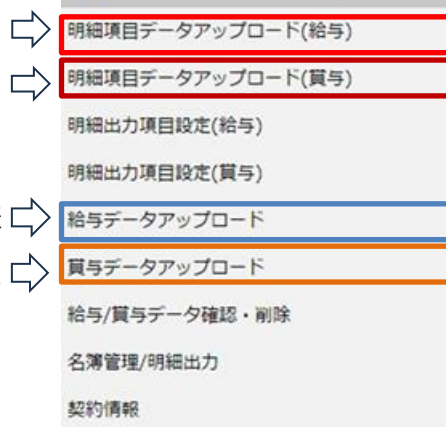 明細項目データアップロード(給与)
明細項目データアップロード(賞与)
明細出力項目設定(給与)
明細出力項目設定(賞与)
給与データアップロード
賞与データアップロード
給与/賞与データ確認・削除
名簿管理/明細出力
契約情報